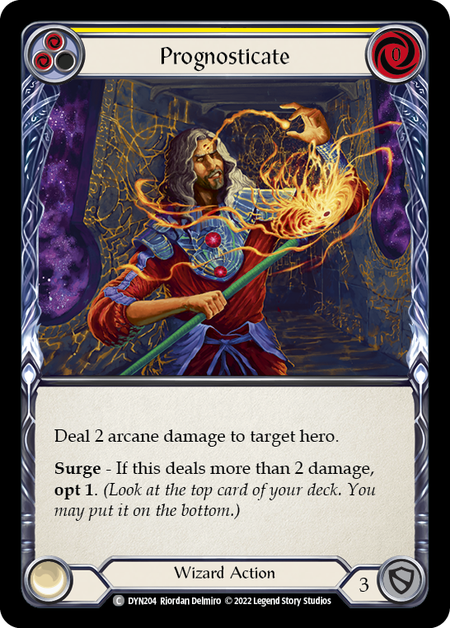 Prognosticate
0
Deal 2 arcane damage to target hero.
Surge - If this deals more than 2 damage,
opt 1. (Look at the top card of your deck. You
may put it on the bottom.)
Wizard Action
3
C DYN204 Riordan Delmiro © 2022 Legend Story Studios